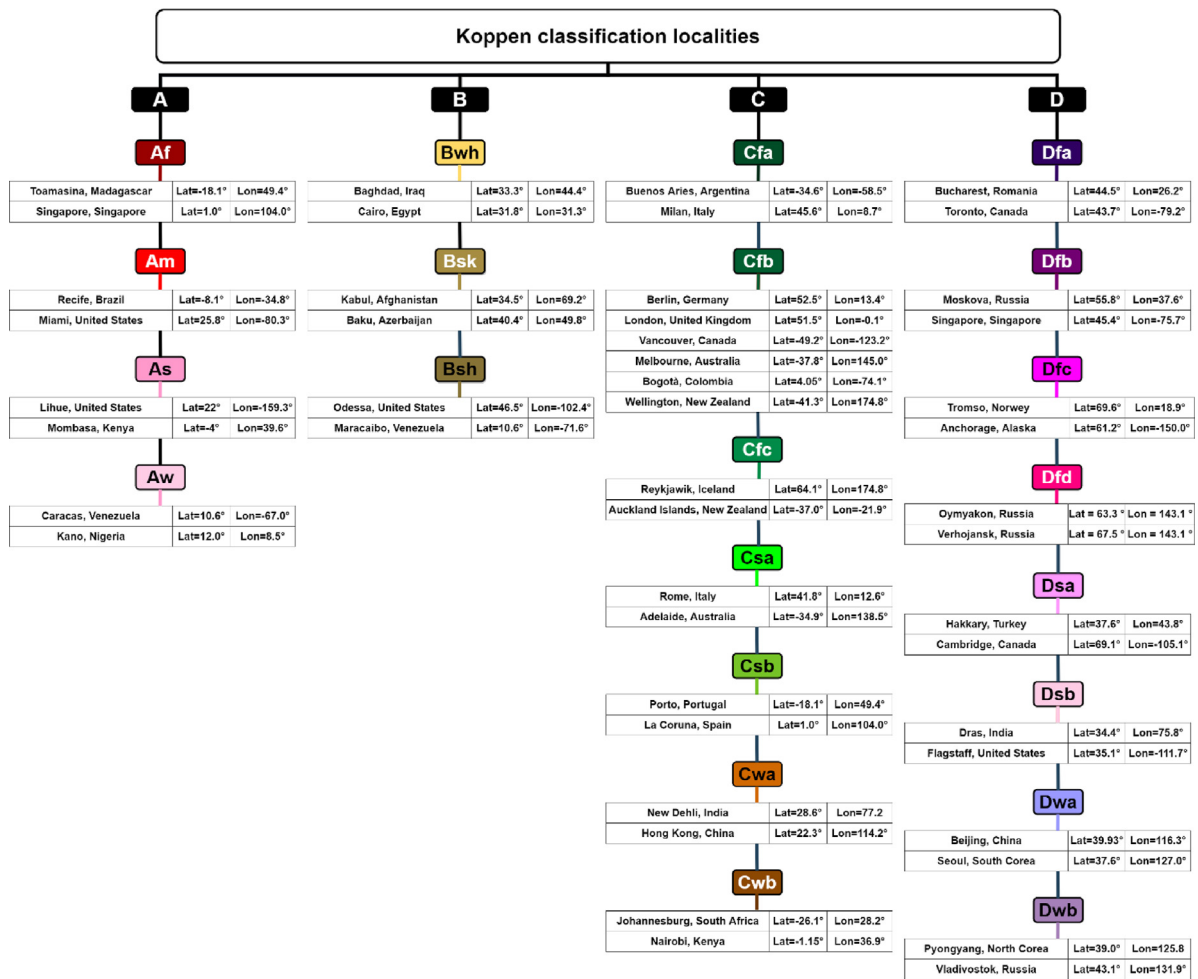 Koppen classification localities
A
Af
Toamasina, Madagascar Lat=-18.1° Lon=49.4°
Singapore, Singapore Lat=1.0° Lon=104.0°
Am
Recife, Brazil Lat=-8.1° Lon=-34.8°
Miami, United States Lat=25.8° Lon=-80.3°
As
Lihue, United States Lat=22° Lon=-159.3°
Mombasa, Kenya Lat=-4° Lon=39.6°
Aw
Caracas, Venezuela Lat=10.6° Lon=-67.0°
Kano, Nigeria Lat=12.0° Lon=8.5°
B
Bwh
Baghdad, Iraq Lat=33.3° Lon=44.4°
Cairo, Egypt Lat=31.8° Lon=31.3°
Bsk
Kabul, Afghanistan Lat=34.5° Lon=69.2°
Baku, Azerbaijan Lat=40.4° Lon=49.8°
Bsh
Odessa, United States Lat=46.5° Lon=-102.4°
Maracaibo, Venezuela Lat=10.6° Lon=-71.6°
C
Cfa
Buenos Aries, Argentina Lat=-34.6° Lon=-58.5°
Milan, Italy Lat=45.6° Lon=8.7°
Cfb
Berlin, Germany Lat=52.5° Lon=13.4°
London, United Kingdom Lat=51.5° Lon=-0.1°
Vancouver, Canada Lat=-49.2° Lon=-123.2°
Melbourne, Australia Lat=-37.8° Lon=145.0°
Bogotà, Colombia Lat=4.05° Lon=-74.1°
Wellington, New Zealand Lat=-41.3° Lon=174.8°
Cfc
Reykjawik, Iceland Lat=64.1° Lon=174.8°
Auckland Islands, New Zealand Lat=-37.0° Lon=-21.9°
Csa
Rome, Italy Lat=41.8° Lon=12.6°
Adelaide, Australia Lat=-34.9° Lon=138.5°
Csb
Porto, Portugal Lat=-18.1° Lon=49.4°
La Coruna, Spain Lat=1.0° Lon=104.0°
Cwa
New Dehli, India Lat=28.6° Lon=77.2
Hong Kong, China Lat=22.3° Lon=114.2°
Cwb
Johannesburg, South Africa Lat=-26.1° Lon=28.2°
Nairobi, Kenya Lat=-1.15° Lon=36.9°
D
Dfa
Bucharest, Romania Lat=44.5° Lon=26.2°
Toronto, Canada Lat=43.7° Lon=-79.2°
Dfb
Moskova, Russia Lat=55.8° Lon=37.6°
Singapore, Singapore Lat=45.4° Lon=-75.7°
Dfc
Tromso, Norwey Lat=69.6° Lon=18.9°
Anchorage, Alaska Lat=61.2° Lon=-150.0°
Dfd
Oymyakon, Russia Lat = 63.3 ° Lon = 143.1 °
Verhojansk, Russia Lat = 67.5 ° Lon = 143.1 °
Dsa
Hakkary, Turkey Lat=37.6° Lon=43.8°
Cambridge, Canada Lat=69.1° Lon=-105.1°
Dsb
Dras, India Lat=34.4° Lon=75.8°
Flagstaff, United States Lat=35.1° Lon=-111.7°
Dwa
Beijing, China Lat=39.93° Lon=116.3°
Seoul, South Corea Lat=37.6° Lon=127.0°
Dwb
Pyongyang, North Corea Lat=39.0° Lon=125.8
Vladivostok, Russia Lat=43.1° Lon=131.9°